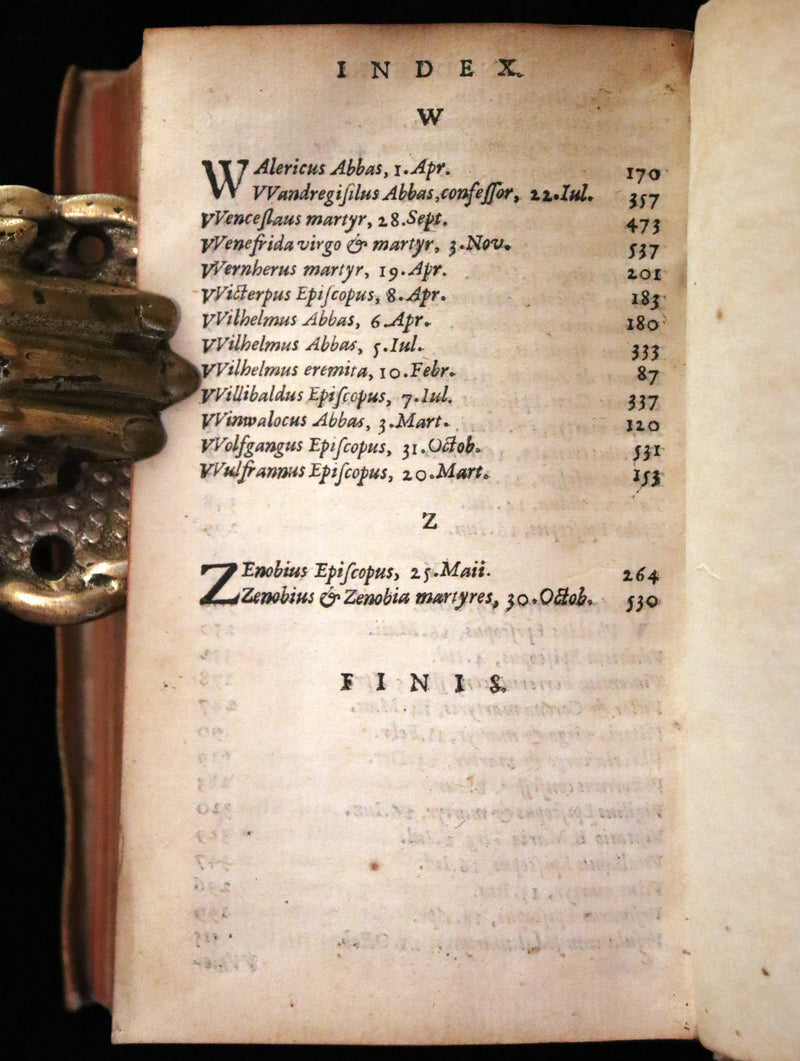 INDEX.
W
WAlericus Abbas, 1. Apr. 170
VVandregiſilus Abbas, confeſſor, 22. Iul. 357
VVenceſlaus martyr, 28. Sept. 473
VVenefrida virgo & martyr, 3. Nov. 537
VVernherus martyr, 19. Apr. 201
VVicterpus Epiſcopus, 8. Apr. 183
VVilhelmus Abbas, 6. Apr. 180
VVilhelmus Abbas, 5. Iul. 333
VVilhelmus eremita, 10. Febr. 87
VVillibaldus Epiſcopus, 7. Iul. 337
VVinwalocus Abbas, 3. Mart. 120
VVolfgangus Epiſcopus, 31. Octob. 531
VVulfrannus Epiſcopus, 20. Mart. 153
Z
ZEnobius Epiſcopus, 25. Maii. 264
Zenobius & Zenobia martyres, 30. Octob. 530
FINIS.